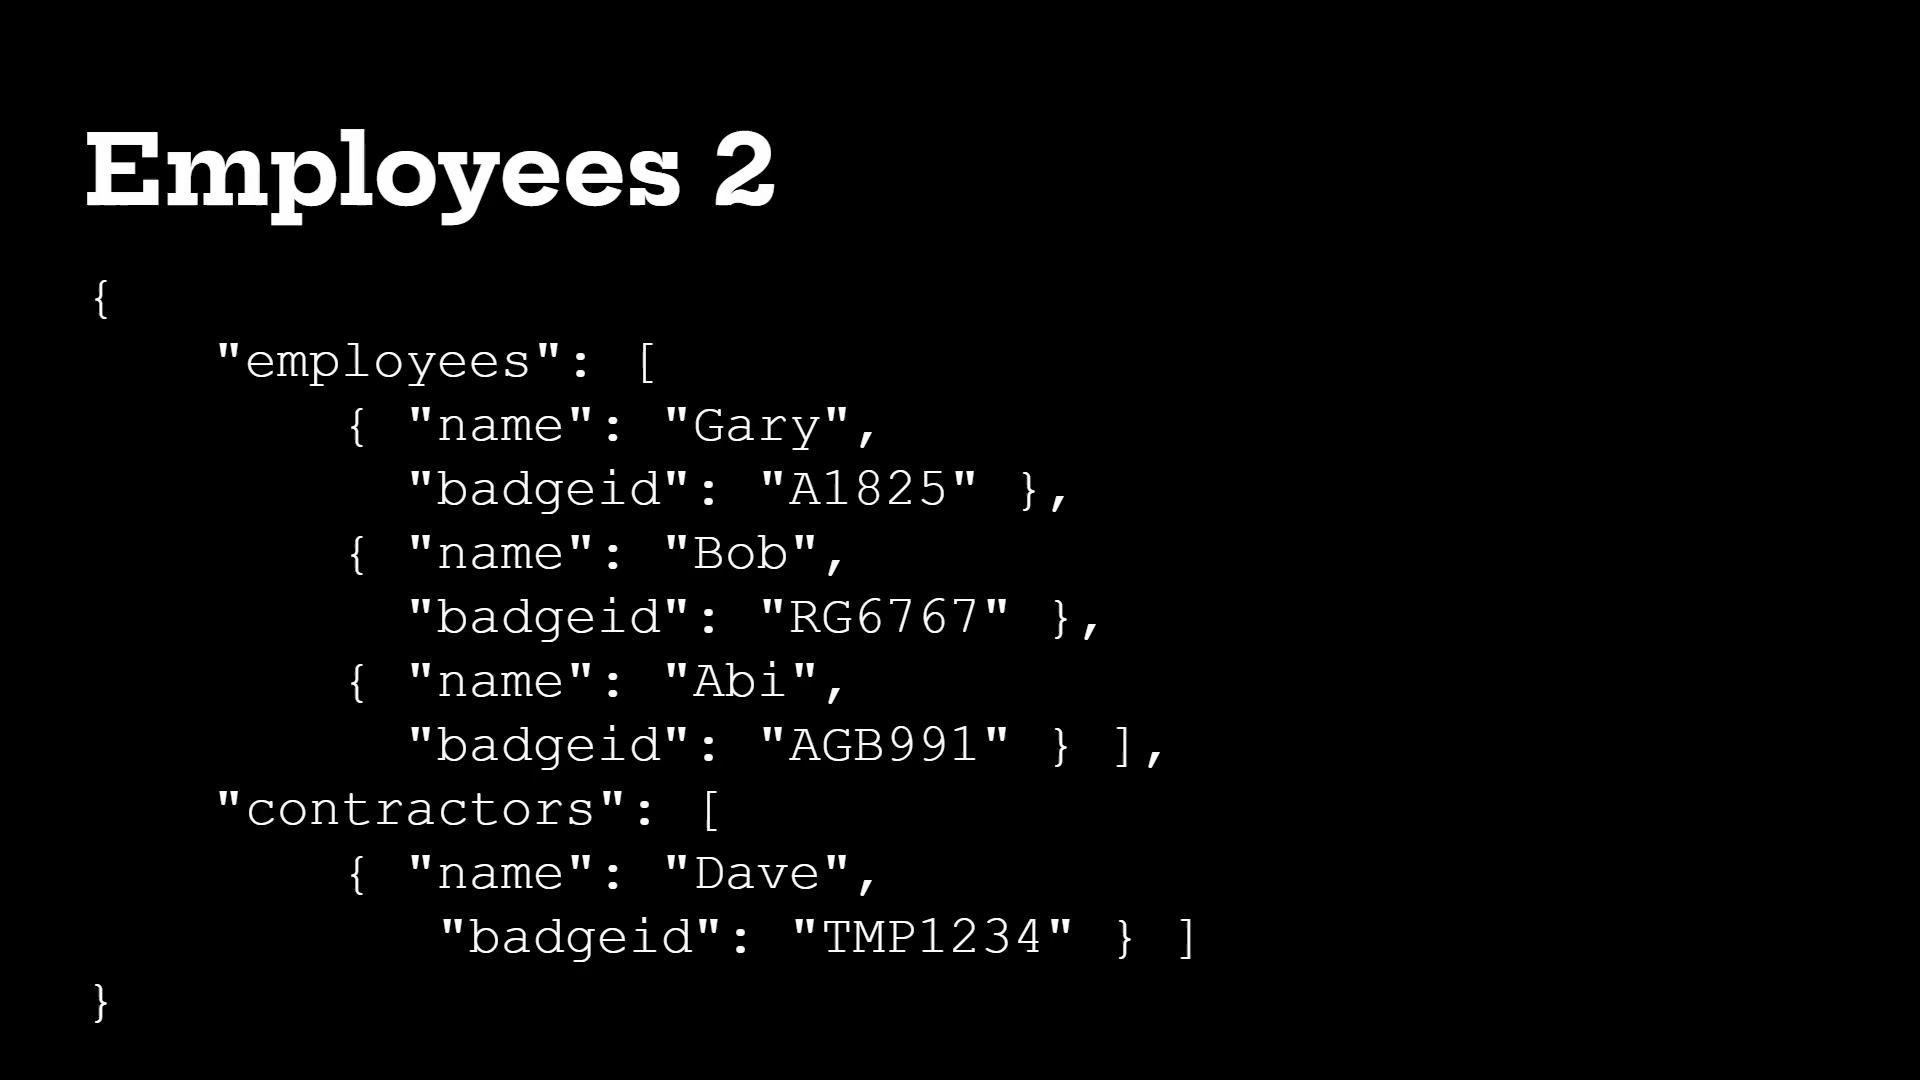 Employees 2
{
    "employees": [
        { "name": "Gary",
          "badgeid": "A1825" },
        { "name": "Bob",
          "badgeid": "RG6767" },
        { "name": "Abi",
          "badgeid": "AGB991" } ],
    "contractors": [
        { "name": "Dave",
           "badgeid": "TMP1234" } ]
}